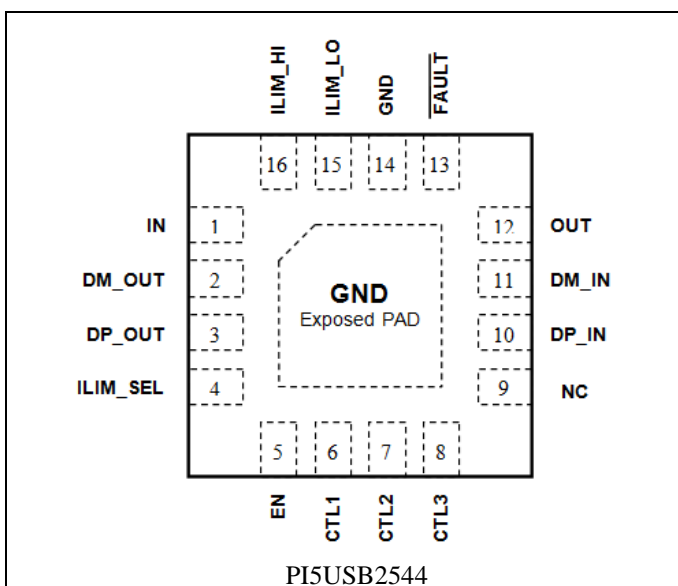 ILIM_HI
ILIM_LO
GND
FAULT
16 15 14 13
IN 1 12 OUT
DM_OUT 2 11 DM_IN
DP_OUT 3 10 DP_IN
ILIM_SEL 4 9 NC
GND
Exposed PAD
5 6 7 8
EN
CTL1
CTL2
CTL3
PI5USB2544